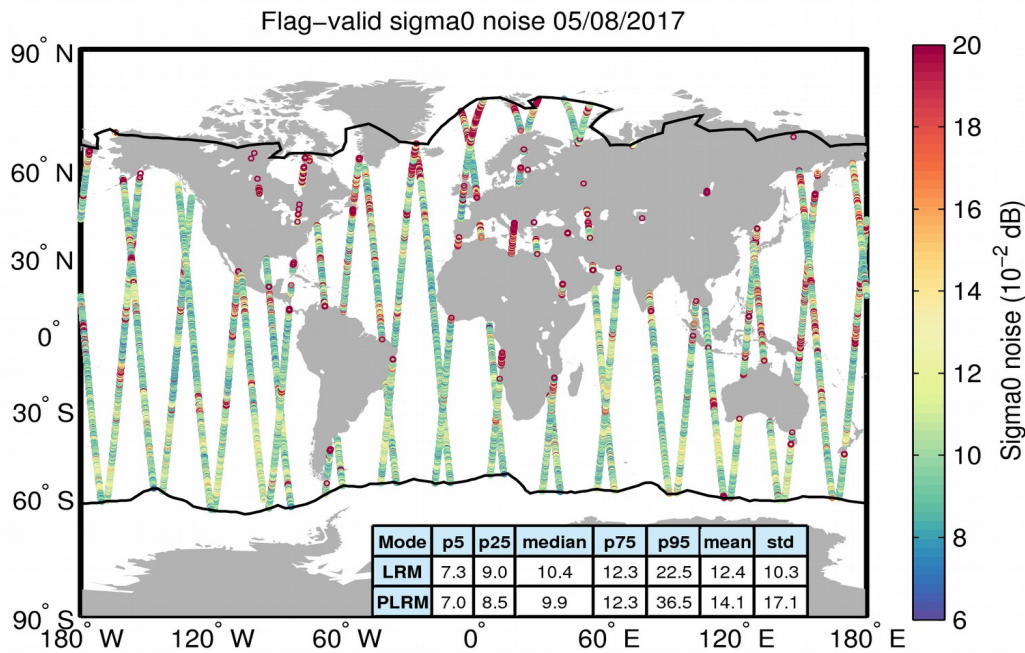 Flag−valid sigma0 noise 05/08/2017
90° N
60° N
30° N
0°
30° S
60° S
90° S
180° W
120° W
60° W
0°
60° E
120° E
180° E
Mode p5 p25 median p75 p95 mean std
LRM 7.3 9.0 10.4 12.3 22.5 12.4 10.3
PLRM 7.0 8.5 9.9 12.3 36.5 14.1 17.1
20
18
16
14
12
10
8
6
Sigma0 noise (10⁻² dB)